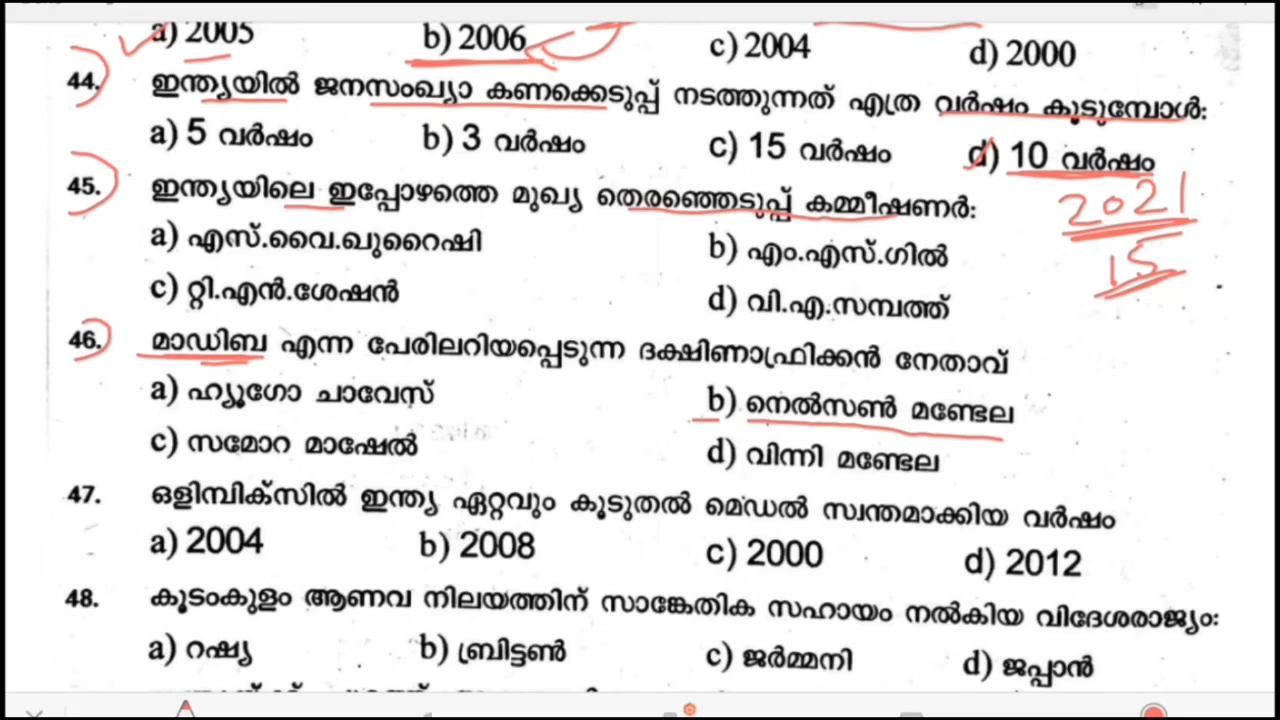 a) 2005 b) 2006 c) 2004 d) 2000
44. ഇന്ത്യയിൽ ജനസംഖ്യാ കണക്കെടുപ്പ് നടത്തുന്നത് എത്ര വർഷം കൂടുമ്പോൾ:
a) 5 വർഷം b) 3 വർഷം c) 15 വർഷം d) 10 വർഷം
45. ഇന്ത്യയിലെ ഇപ്പോഴത്തെ മുഖ്യ തെരഞ്ഞെടുപ്പ് കമ്മീഷണർ:
2021
a) എസ്.വൈ.ഖുറൈഷി b) എം.എസ്.ഗിൽ
15
c) റ്റി.എൻ.ശേഷൻ d) വി.എ.സമ്പത്ത്
46. മാഡിബ എന്ന പേരിലറിയപ്പെടുന്ന ദക്ഷിണാഫ്രിക്കൻ നേതാവ്
a) ഹ്യൂഗോ ചാവേസ് b) നെൽസൺ മണ്ടേല
c) സമോറ മാഷേൽ d) വിന്നി മണ്ടേല
47. ഒളിമ്പിക്സിൽ ഇന്ത്യ ഏറ്റവും കൂടുതൽ മെഡൽ സ്വന്തമാക്കിയ വർഷം
a) 2004 b) 2008 c) 2000 d) 2012
48. കൂടംകുളം ആണവ നിലയത്തിന് സാങ്കേതിക സഹായം നൽകിയ വിദേശരാജ്യം:
a) റഷ്യ b) ബ്രിട്ടൺ c) ജർമ്മനി d) ജപ്പാൻ